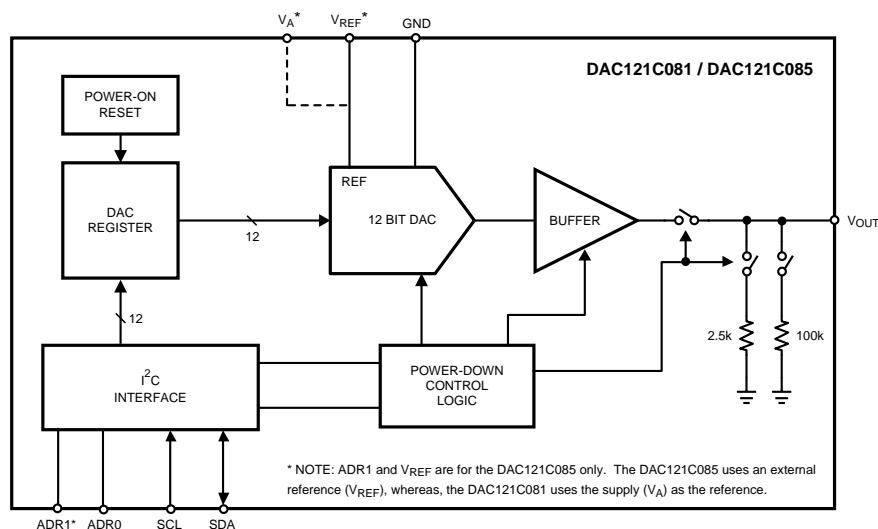 VA* VREF* GND
DAC121C081 / DAC121C085
POWER-ON
RESET
REF
DAC
REGISTER
12
12 BIT DAC
BUFFER
VOUT
12
2.5k
100k
I2C
INTERFACE
POWER-DOWN
CONTROL
LOGIC
* NOTE: ADR1 and VREF are for the DAC121C085 only. The DAC121C085 uses an external
reference (VREF), whereas, the DAC121C081 uses the supply (VA) as the reference.
ADR1* ADR0 SCL SDA